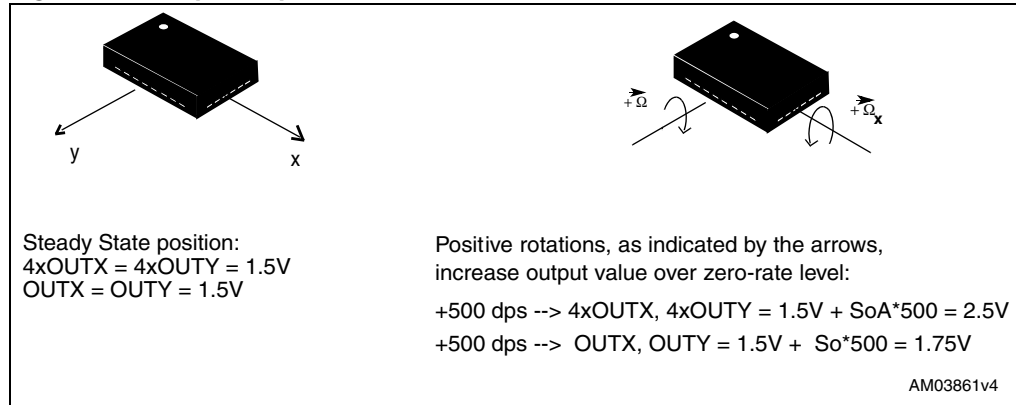 y
x
+ Ω
+ Ω x
Steady State position:
4xOUTX = 4xOUTY = 1.5V
OUTX = OUTY = 1.5V
Positive rotations, as indicated by the arrows,
increase output value over zero-rate level:
+500 dps --> 4xOUTX, 4xOUTY = 1.5V + SoA*500 = 2.5V
+500 dps --> OUTX, OUTY = 1.5V + So*500 = 1.75V
AM03861v4